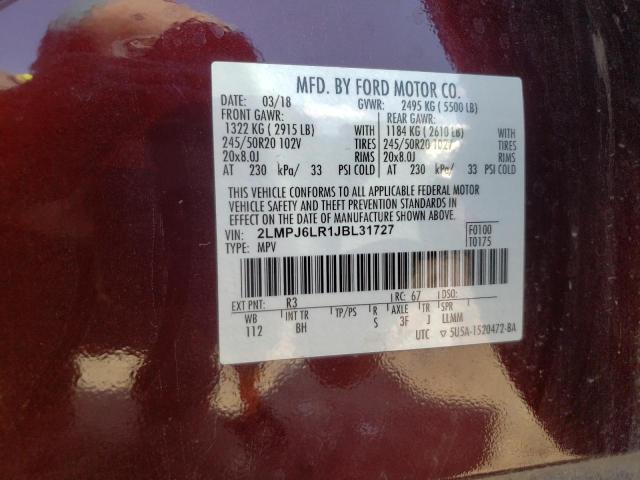 MFD. BY FORD MOTOR CO.
DATE: 03/18 GVWR: 2495 KG ( 5500 LB)
FRONT GAWR: REAR GAWR:
1322 KG ( 2915 LB) WITH 1184 KG ( 2610 LB) WITH
245/50R20 102V TIRES 245/50R20 102V TIRES
20x8.0J RIMS 20x8.0J RIMS
AT 230 kPa/ 33 PSI COLD AT 230 kPa/ 33 PSI COLD
THIS VEHICLE CONFORMS TO ALL APPLICABLE FEDERAL MOTOR
VEHICLE SAFETY AND THEFT PREVENTION STANDARDS IN
EFFECT ON THE DATE OF MANUFACTURE SHOWN ABOVE.
VIN: 2LMPJ6LR1JBL31727 F0100
TYPE: MPV T0175
EXT PNT: R3 RC: 67 DSO:
WB INT TR TP/PS R AXLE TR SPR
112 BH S 3F J LLMM
UTC ▽ 5U5A-1520472-BA